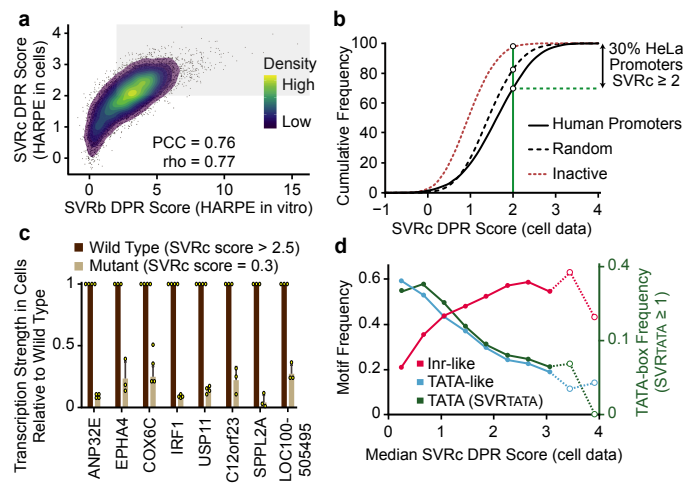 a
SVRc DPR Score
(HARPE in cells)
4
3
2
1
0
Density
High
Low
PCC = 0.76
rho = 0.77
0
5
10
15
SVRb DPR Score (HARPE in vitro)
b
Cumulative Frequency
100
80
60
40
20
0
30% HeLa
Promoters
SVRc ≥ 2
Human Promoters
Random
Inactive
−1
0
1
2
3
4
SVRc DPR Score (cell data)
c
Wild Type (SVRc score > 2.5)
Mutant (SVRc score = 0.3)
Transcription Strength in Cells
Relative to Wlild Type
1
0.5
0
ANP32E
EPHA4
COX6C
IRF1
USP11
C12orf23
SPPL2A
LOC100-
505495
d
Motif Frequency
0.6
0.4
0.2
0
0.4
0.1
0
TATA-box Frequency
(SVRTATA ≥ 1)
Inr-like
TATA-like
TATA (SVRTATA)
0
1
2
3
4
Median SVRc DPR Score (cell data)